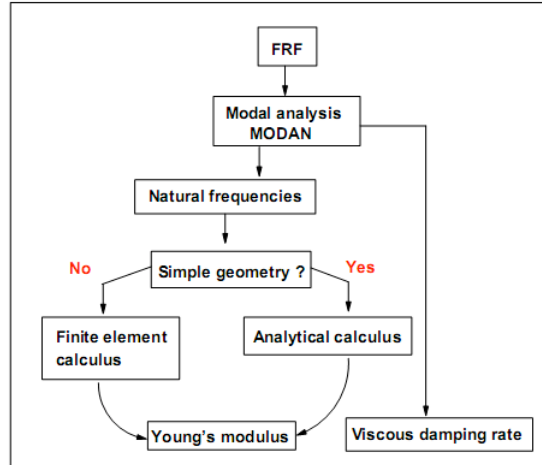 FRF
Modal analysis
MODAN
Natural frequencies
No
Simple geometry ?
Yes
Finite element
calculus
Analytical calculus
Young's modulus
Viscous damping rate